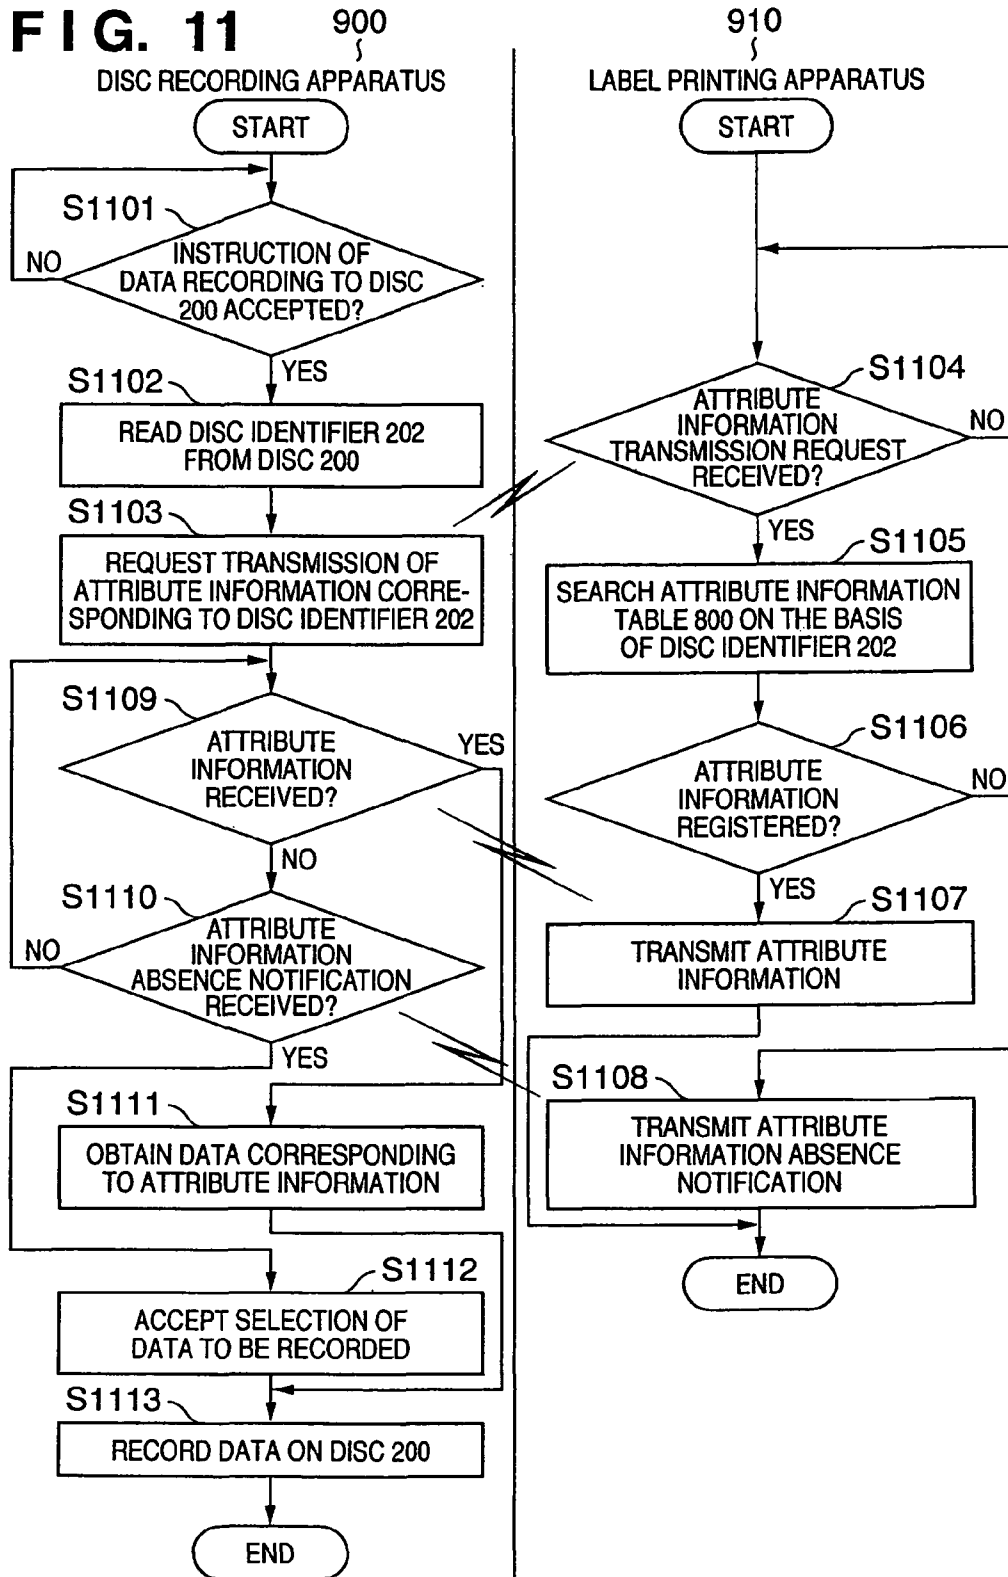 FIG. 11
900
DISC RECORDING APPARATUS
START
S1101
INSTRUCTION OF
DATA RECORDING TO DISC
200 ACCEPTED?
NO
YES
S1102
READ DISC IDENTIFIER 202
FROM DISC 200
S1103
REQUEST TRANSMISSION OF
ATTRIBUTE INFORMATION CORRE-
SPONDING TO DISC IDENTIFIER 202
S1109
ATTRIBUTE
INFORMATION
RECEIVED?
YES
NO
S1110
ATTRIBUTE
INFORMATION
ABSENCE NOTIFICATION
RECEIVED?
NO
YES
S1111
OBTAIN DATA CORRESPONDING
TO ATTRIBUTE INFORMATION
S1112
ACCEPT SELECTION OF
DATA TO BE RECORDED
S1113
RECORD DATA ON DISC 200
END
910
LABEL PRINTING APPARATUS
START
S1104
ATTRIBUTE
INFORMATION
TRANSMISSION REQUEST
RECEIVED?
NO
YES
S1105
SEARCH ATTRIBUTE INFORMATION
TABLE 800 ON THE BASIS
OF DISC IDENTIFIER 202
S1106
ATTRIBUTE
INFORMATION
REGISTERED?
NO
YES
S1107
TRANSMIT ATTRIBUTE
INFORMATION
S1108
TRANSMIT ATTRIBUTE
INFORMATION ABSENCE
NOTIFICATION
END